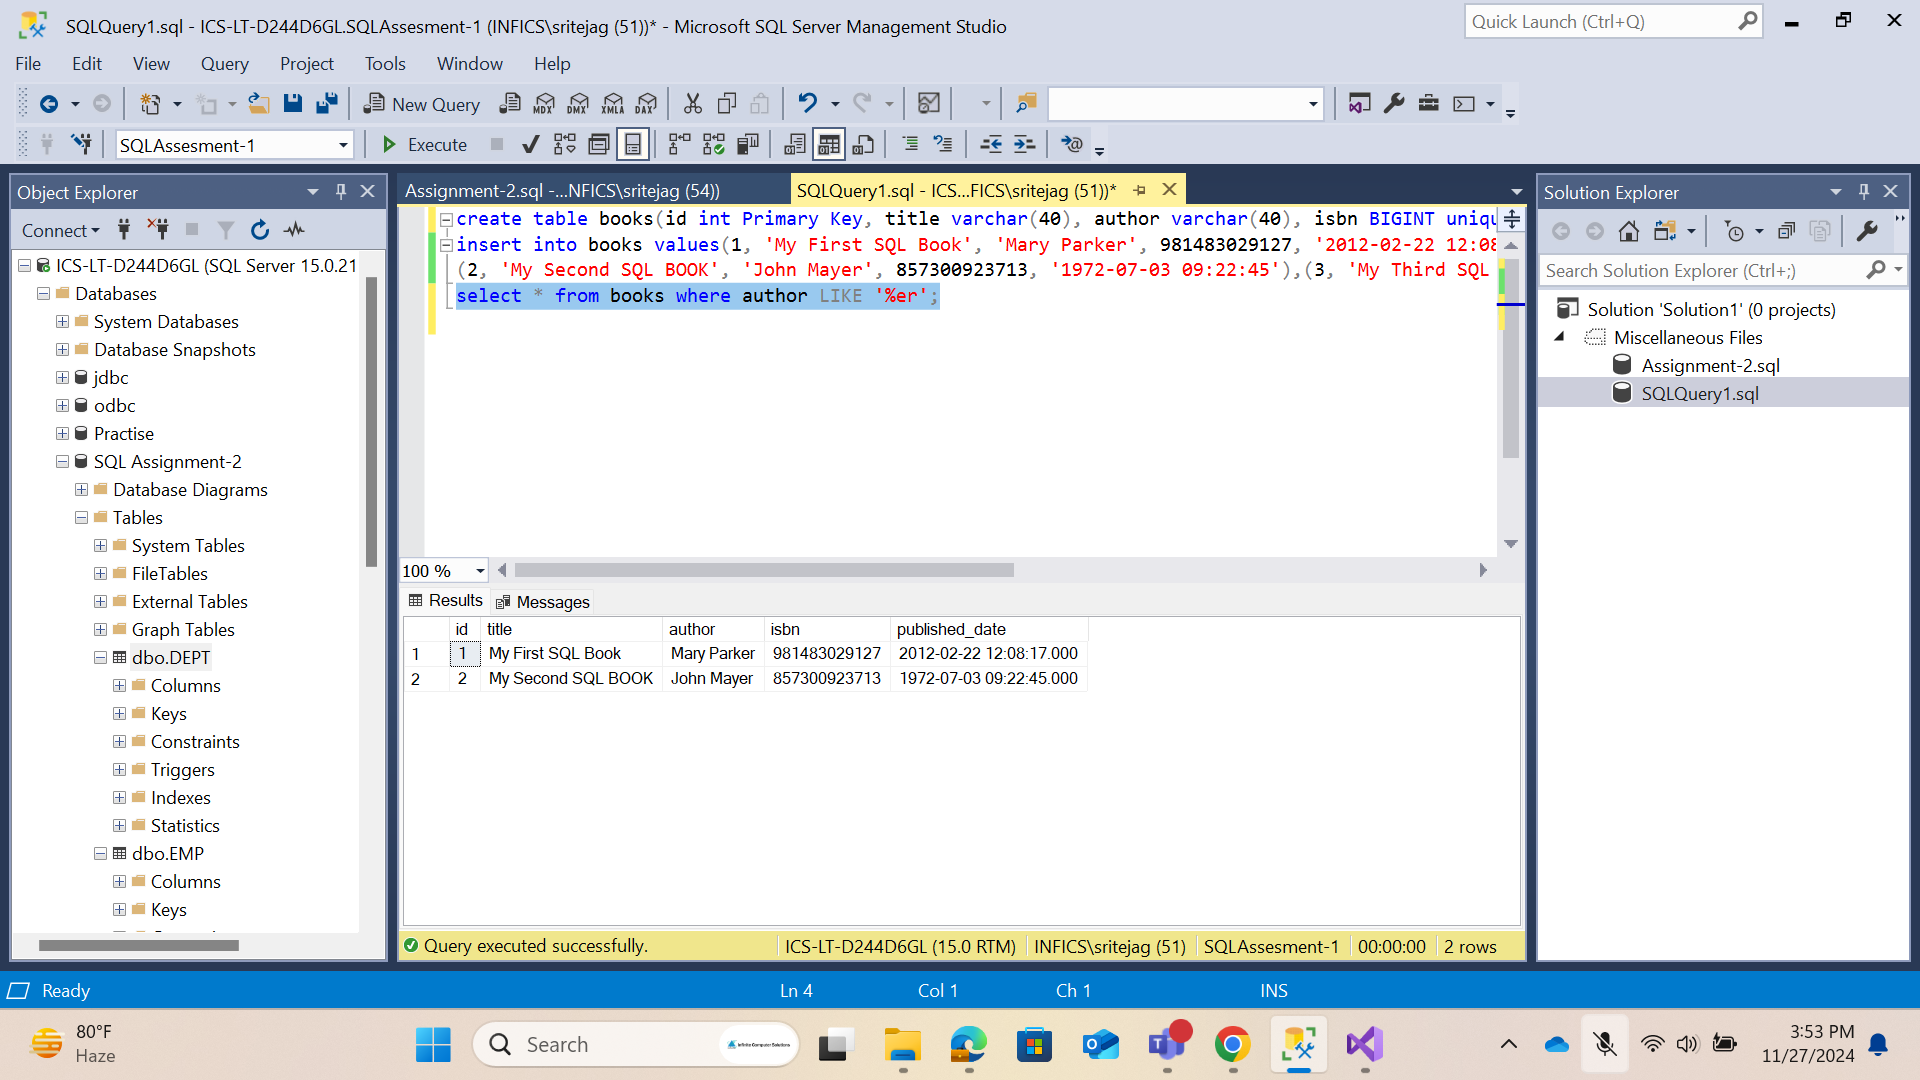 SQLQuery1.sql - ICS-LT-D244D6GL.SQLAssesment-1 (INFICS\sritejag (51))* - Microsoft SQL Server Management Studio
Quick Launch (Ctrl+Q)
File Edit View Query Project Tools Window Help
New Query MDX DMX XMLA DAX
SQLAssesment-1 Execute
Object Explorer
Connect
ICS-LT-D244D6GL (SQL Server 15.0.21
Databases
System Databases
Database Snapshots
jdbc
odbc
Practise
SQL Assignment-2
Database Diagrams
Tables
System Tables
FileTables
External Tables
Graph Tables
dbo.DEPT
Columns
Keys
Constraints
Triggers
Indexes
Statistics
dbo.EMP
Columns
Keys
Assignment-2.sql -...NFICS\sritejag (54))
SQLQuery1.sql - ICS...FICS\sritejag (51))*
create table books(id int Primary Key, title varchar(40), author varchar(40), isbn BIGINT uniqu
insert into books values(1, 'My First SQL Book', 'Mary Parker', 981483029127, '2012-02-22 12:08
(2, 'My Second SQL BOOK', 'John Mayer', 857300923713, '1972-07-03 09:22:45'),(3, 'My Third SQL
select * from books where author LIKE '%er';
100 %
Results Messages
id title author isbn published_date
1 1 My First SQL Book Mary Parker 981483029127 2012-02-22 12:08:17.000
2 2 My Second SQL BOOK John Mayer 857300923713 1972-07-03 09:22:45.000
Query executed successfully. ICS-LT-D244D6GL (15.0 RTM) INFICS\sritejag (51) SQLAssesment-1 00:00:00 2 rows
Solution Explorer
Search Solution Explorer (Ctrl+;)
Solution 'Solution1' (0 projects)
Miscellaneous Files
Assignment-2.sql
SQLQuery1.sql
Ready Ln 4 Col 1 Ch 1 INS
80°F
Haze
Search
Infinite Computer Solutions
3:53 PM
11/27/2024